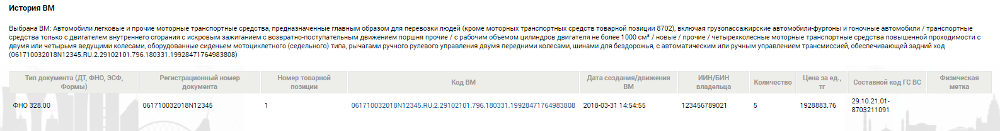 История ВМ
Выбрана ВМ: Автомобили легковые и прочие моторные транспортные средства, предназначенные главным образом для перевозки людей (кроме моторных транспортных средств товарной позиции 8702), включая грузопассажирские автомобили-фургоны и гоночные автомобили / транспортные
средства только с двигателем внутреннего сгорания с искровым зажиганием с возвратно-поступательным движением поршня прочие / с рабочим объемом цилиндров двигателя не более 1000 см³ / новые / прочие / четырехколесные моторные транспортные средства повышенной проходимости с
двумя или четырьмя ведущими колесами, оборудованные сиденьем мотоциклетного (седельного) типа, рычагами ручного рулевого управления двумя передними колесами, шинами для бездорожья, с автоматическим или ручным управлением трансмиссией, обеспечивающей задний ход
(061710032018N12345.RU.2.29102101.796.180331.19928471764983808)
Тип документа (ДТ, ФНО, ЭСФ, Формы) Регистрационный номер документа Номер товарной позиции Код ВМ Дата создания/движения ВМ ИИН/БИН владельца Количество Цена за ед., тг Составной код ГС ВС Физическая метка
ФНО 328.00 061710032018N12345 1 061710032018N12345.RU.2.29102101.796.180331.19928471764983808 2018-03-31 14:54:55 123456789021 5 1928883.76 29.10.21.01-8703211091